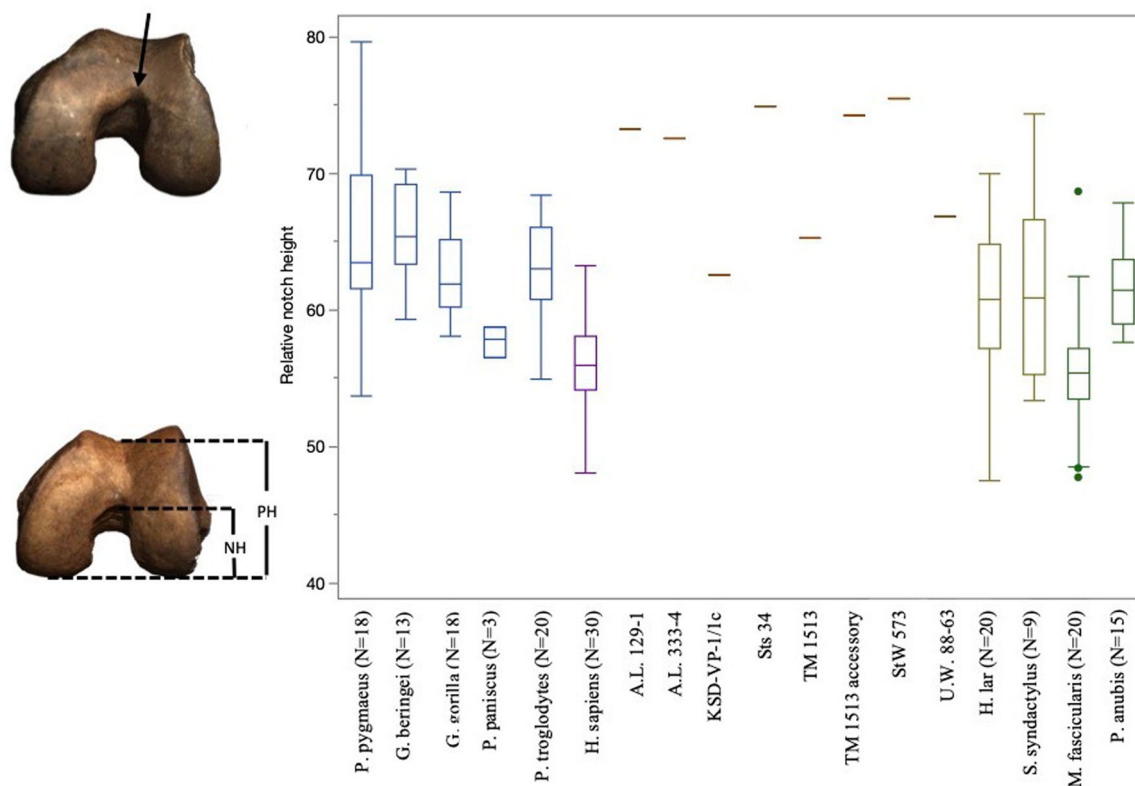 PH
NH
Relative notch height
80
70
60
50
40
P. pygmaeus (N=18)
G. beringei (N=13)
G. gorilla (N=18)
P. paniscus (N=3)
P. troglodytes (N=20)
H. sapiens (N=30)
A.L. 129-1
A.L. 333-4
KSD-VP-1/1c
Sts 34
TM 1513
TM 1513 accessory
StW 573
U.W. 88-63
H. lar (N=20)
S. syndactylus (N=9)
M. fascicularis (N=20)
P. anubis (N=15)